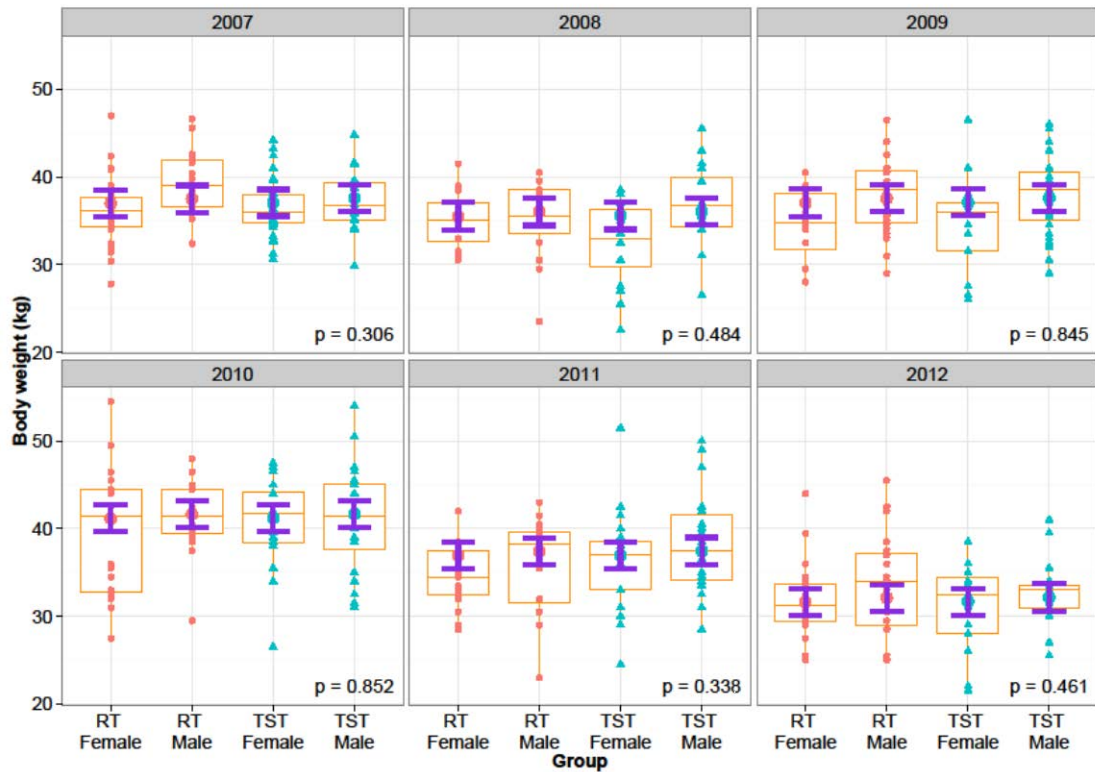 2007 2008 2009
Body weight (kg)
50
40
30
20
p = 0.306 p = 0.484 p = 0.845
2010 2011 2012
50
40
30
20
p = 0.852 p = 0.338 p = 0.461
RT RT TST TST RT RT TST TST RT RT TST TST
Female Male Female Male Female Male Female Male Female Male Female Male
Group